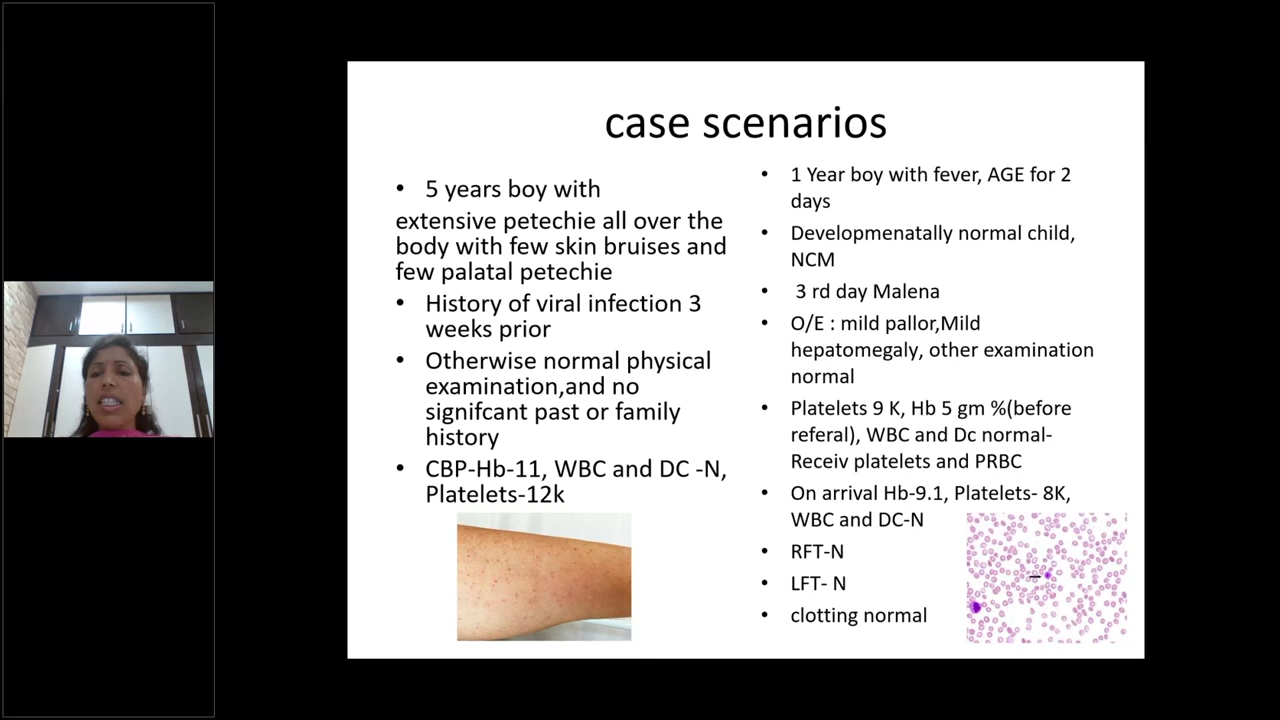 case scenarios
• 5 years boy with
extensive petechie all over the
body with few skin bruises and
few palatal petechie
• History of viral infection 3
weeks prior
• Otherwise normal physical
examination,and no
signifcant past or family
history
• CBP-Hb-11, WBC and DC -N,
Platelets-12k
• 1 Year boy with fever, AGE for 2
days
• Developmenatally normal child,
NCM
• 3 rd day Malena
• O/E : mild pallor,Mild
hepatomegaly, other examination
normal
• Platelets 9 K, Hb 5 gm %(before
referal), WBC and Dc normal-
Receiv platelets and PRBC
• On arrival Hb-9.1, Platelets- 8K,
WBC and DC-N
• RFT-N
• LFT- N
• clotting normal